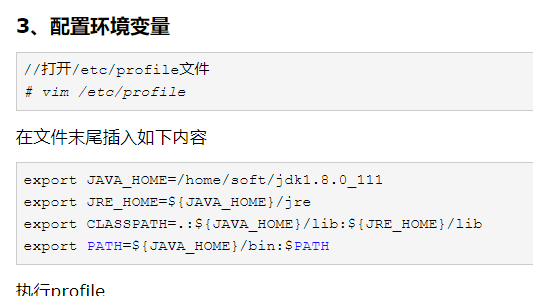 3、配置环境变量
//打开/etc/profile文件
# vim /etc/profile
在文件末尾插入如下内容
export JAVA_HOME=/home/soft/jdk1.8.0_111
export JRE_HOME=${JAVA_HOME}/jre
export CLASSPATH=.:${JAVA_HOME}/lib:${JRE_HOME}/lib
export PATH=${JAVA_HOME}/bin:$PATH
执行profile